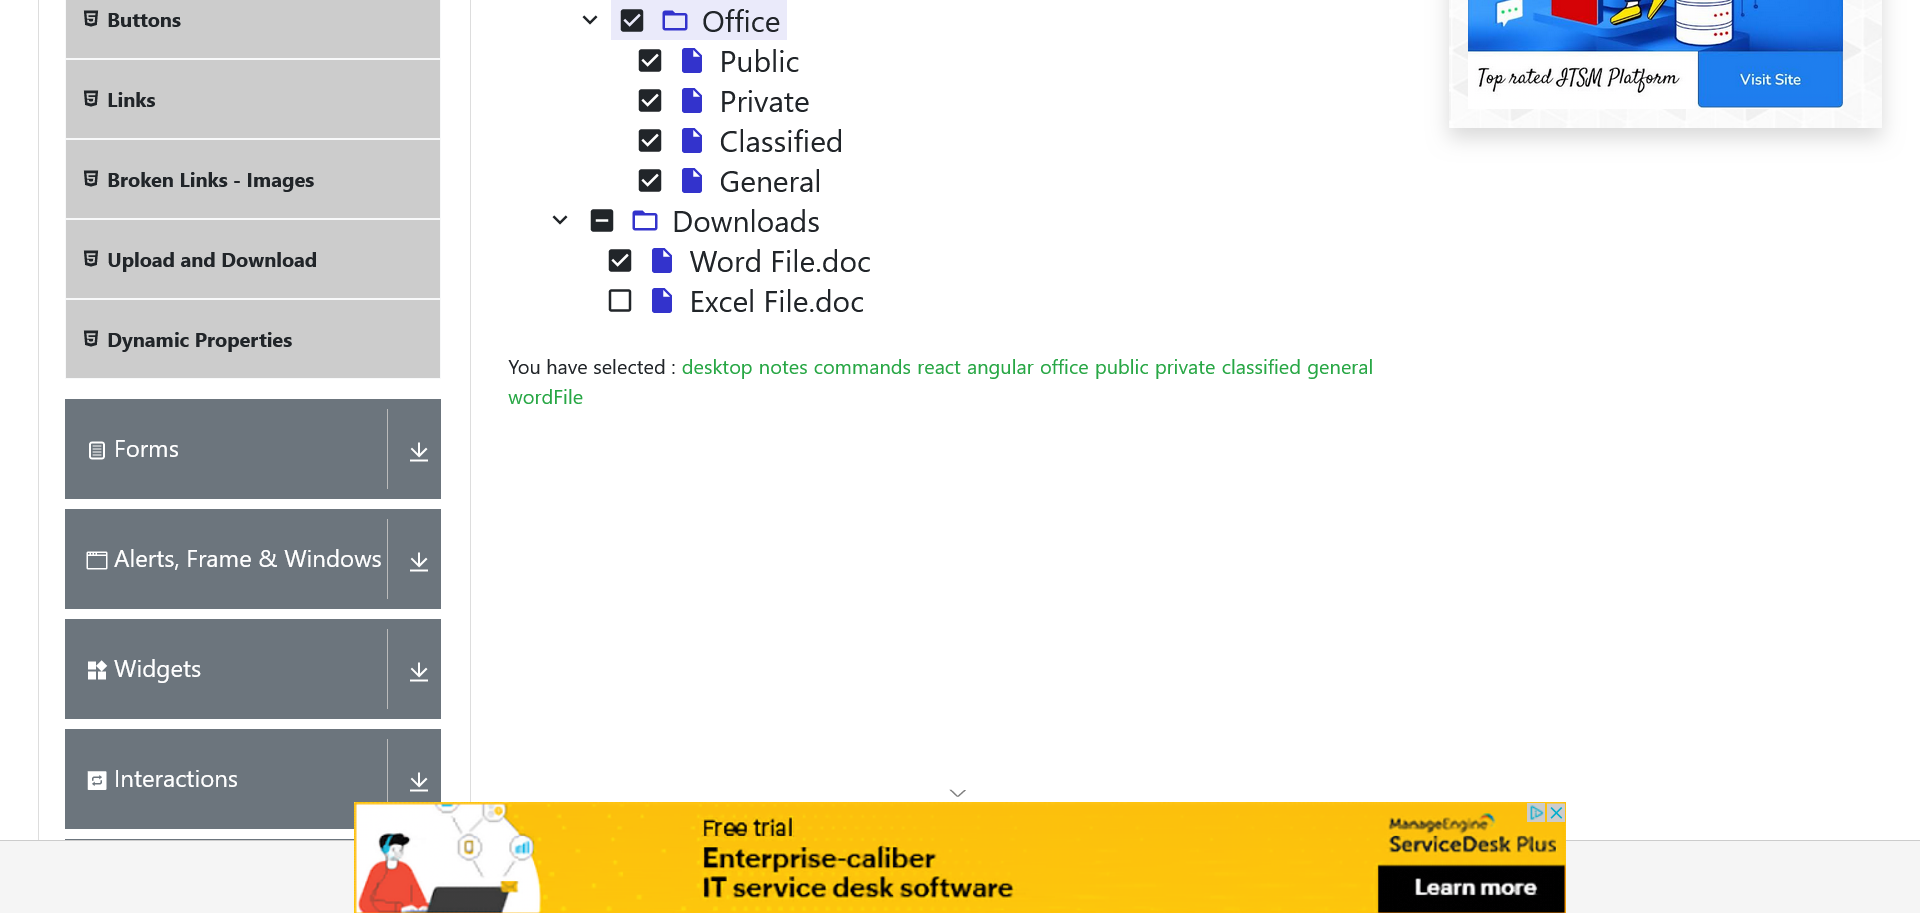 Buttons
Links
Broken Links - Images
Upload and Download
Dynamic Properties
Forms
Alerts, Frame & Windows
Widgets
Interactions
Office
Public
Private
Classified
General
Downloads
Word File.doc
Excel File.doc
You have selected : desktop notes commands react angular office public private classified general
wordFile
Top rated ITSM Platform
Visit Site
Free trial
Enterprise-caliber
IT service desk software
ManageEngine
ServiceDesk Plus
Learn more